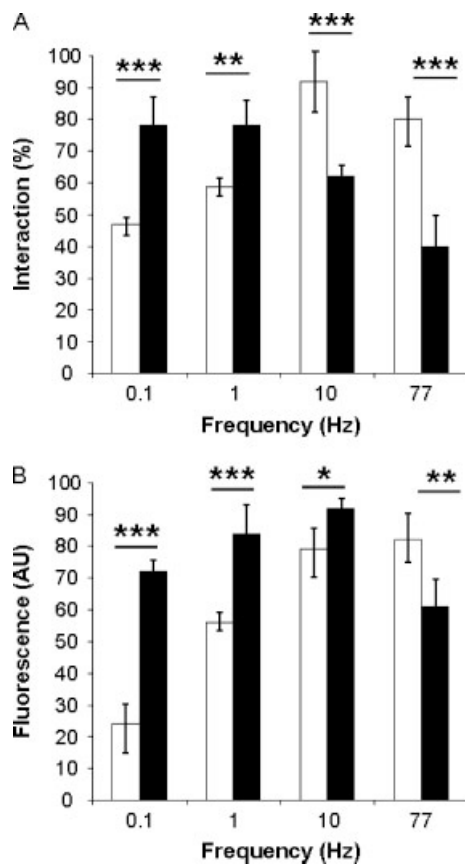 A
*** ** *** ***
100
90
80
70
60
50
40
30
20
10
0
Interaction (%)
0.1 1 10 77
Frequency (Hz)
B
*** *** * **
100
90
80
70
60
50
40
30
20
10
0
Fluorescence (AU)
0.1 1 10 77
Frequency (Hz)